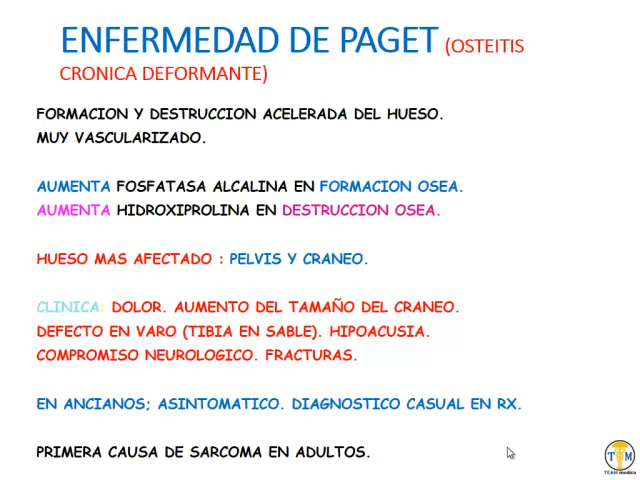 ENFERMEDAD DE PAGET (OSTEITIS
CRONICA DEFORMANTE)
FORMACION Y DESTRUCCION ACELERADA DEL HUESO.
MUY VASCULARIZADO.
AUMENTA FOSFATASA ALCALINA EN FORMACION OSEA.
AUMENTA HIDROXIPROLINA EN DESTRUCCION OSEA.
HUESO MAS AFECTADO : PELVIS Y CRANEO.
CLINICA: DOLOR. AUMENTO DEL TAMAÑO DEL CRANEO.
DEFECTO EN VARO (TIBIA EN SABLE). HIPOACUSIA.
COMPROMISO NEUROLOGICO. FRACTURAS.
EN ANCIANOS; ASINTOMATICO. DIAGNOSTICO CASUAL EN RX.
PRIMERA CAUSA DE SARCOMA EN ADULTOS.
T M
TEAM medica